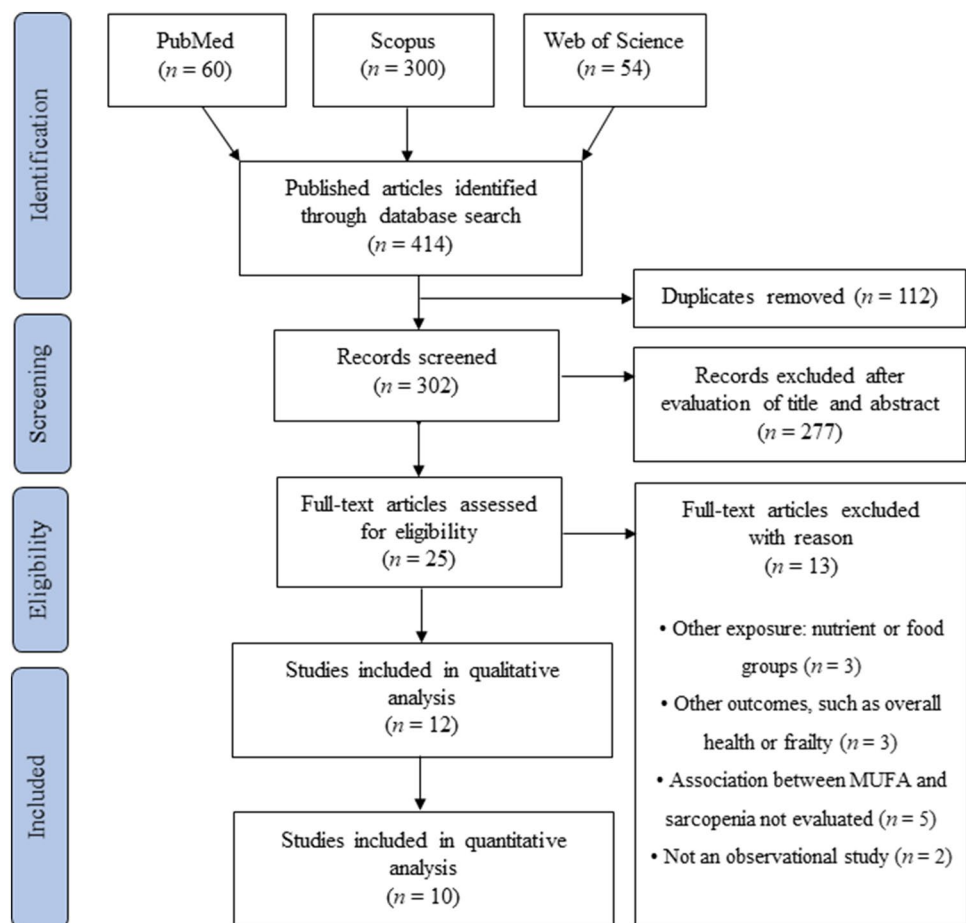 Identification
PubMed
(n = 60)
Scopus
(n = 300)
Web of Science
(n = 54)
Published articles identified
through database search
(n = 414)
Duplicates removed (n = 112)
Screening
Records screened
(n = 302)
Records excluded after
evaluation of title and abstract
(n = 277)
Eligibility
Full-text articles assessed
for eligibility
(n = 25)
Full-text articles excluded
with reason
(n = 13)
• Other exposure: nutrient or food
groups (n = 3)
• Other outcomes, such as overall
health or frailty (n = 3)
• Association between MUFA and
sarcopenia not evaluated (n = 5)
• Not an observational study (n = 2)
Included
Studies included in qualitative
analysis
(n = 12)
Studies included in quantitative
analysis
(n = 10)